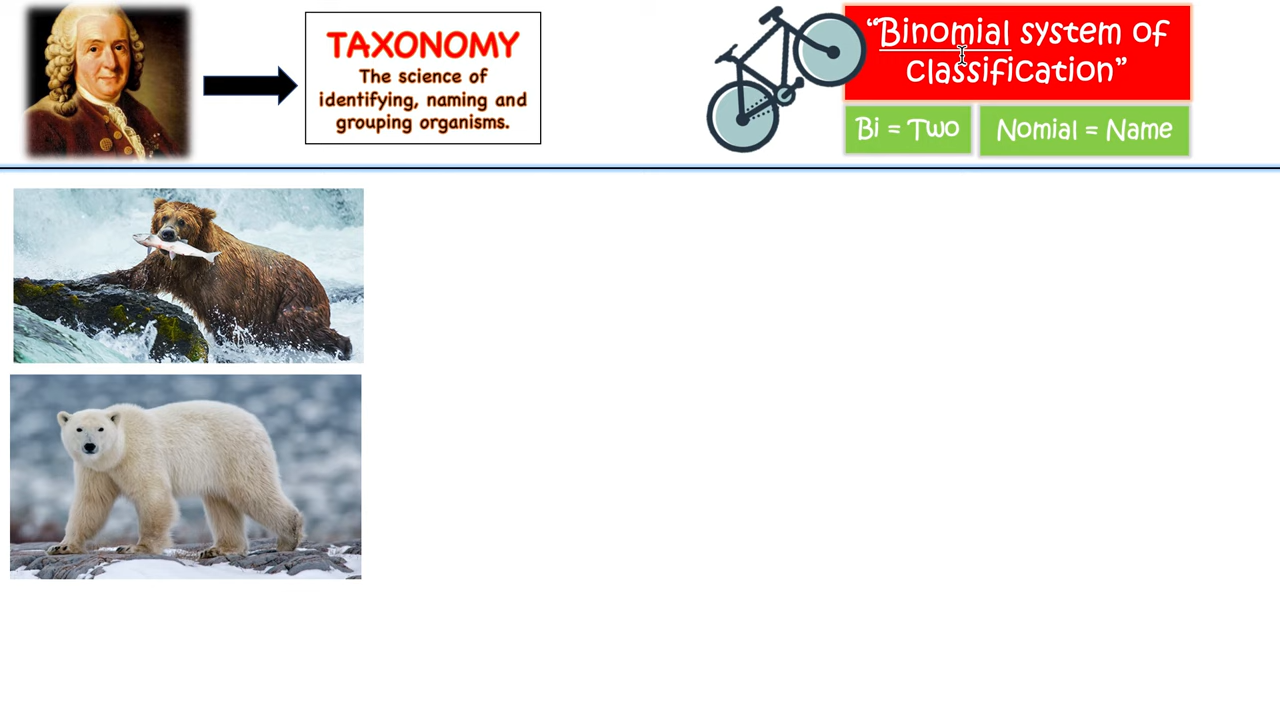 TAXONOMY
The science of
identifying, naming and
grouping organisms.
“Binomial system of
classification”
Bi = Two
Nomial = Name